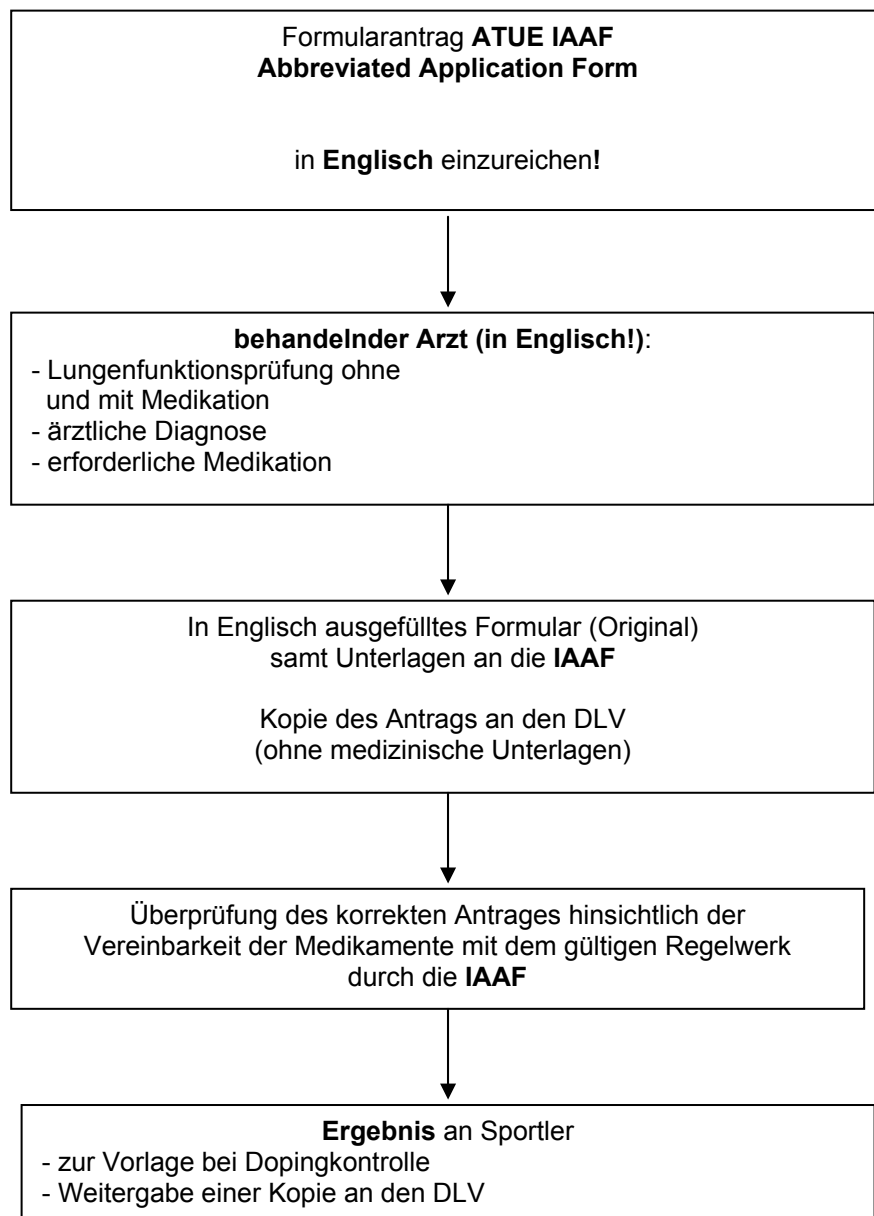 Formularantrag ATUE IAAF
Abbreviated Application Form
in Englisch einzureichen!
behandelnder Arzt (in Englisch!):
- Lungenfunktionsprüfung ohne
und mit Medikation
- ärztliche Diagnose
- erforderliche Medikation
In Englisch ausgefülltes Formular (Original)
samt Unterlagen an die IAAF
Kopie des Antrags an den DLV
(ohne medizinische Unterlagen)
Überprüfung des korrekten Antrages hinsichtlich der
Vereinbarkeit der Medikamente mit dem gültigen Regelwerk
durch die IAAF
Ergebnis an Sportler
- zur Vorlage bei Dopingkontrolle
- Weitergabe einer Kopie an den DLV